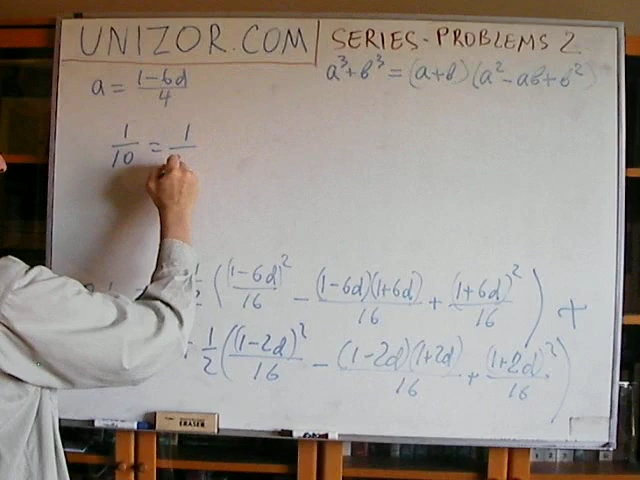 UNIZOR.COM | SERIES-PROBLEMS 2
a = (1-6d)/4
a³+b³ = (a+b)(a²-ab+b²)
1/10 = 1/
1/2 ( (1-6d)²/16 - (1-6d)(1+6d)/16 + (1+6d)²/16 ) +
+ 1/2 ( (1-2d)²/16 - (1-2d)(1+2d)/16 + (1+2d)²/16 )
ERASER